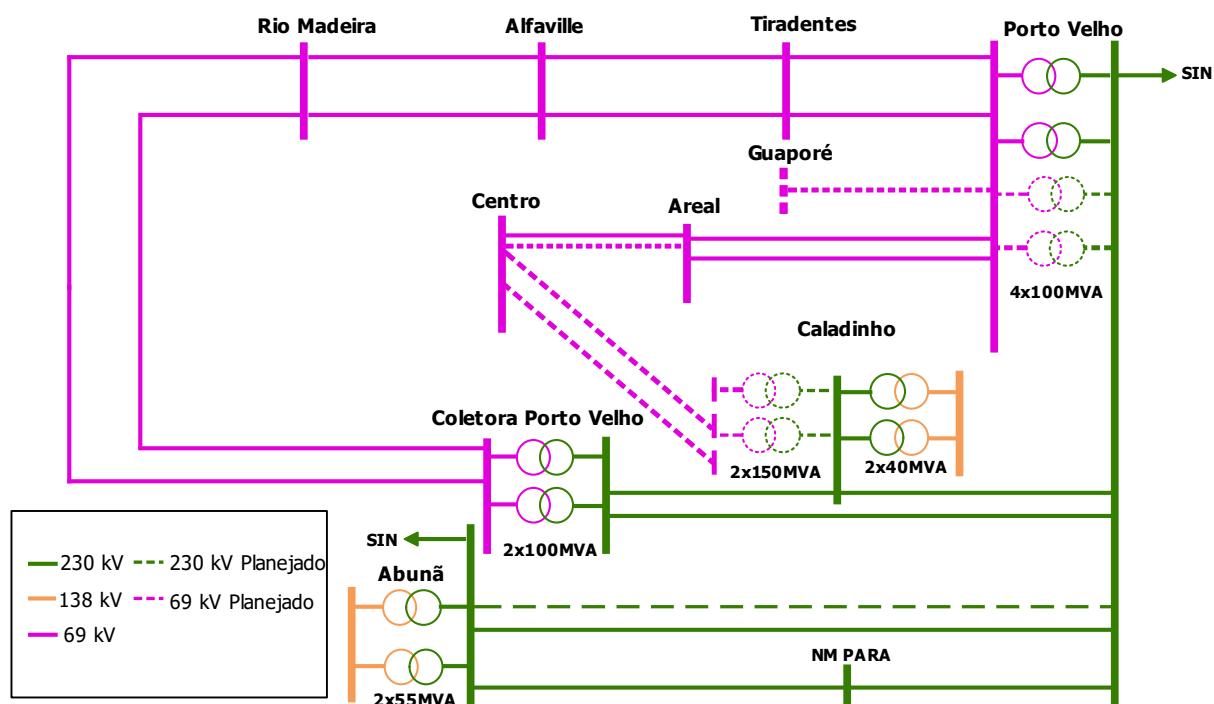 Rio Madeira
Alfaville
Tiradentes
Porto Velho
SIN
Guaporé
Centro
Areal
4x100MVA
Caladinho
Coletora Porto Velho
2x150MVA
2x40MVA
2x100MVA
SIN
Abunã
230 kV
230 kV Planejado
138 kV
69 kV Planejado
69 kV
NM PARA
2x55MVA